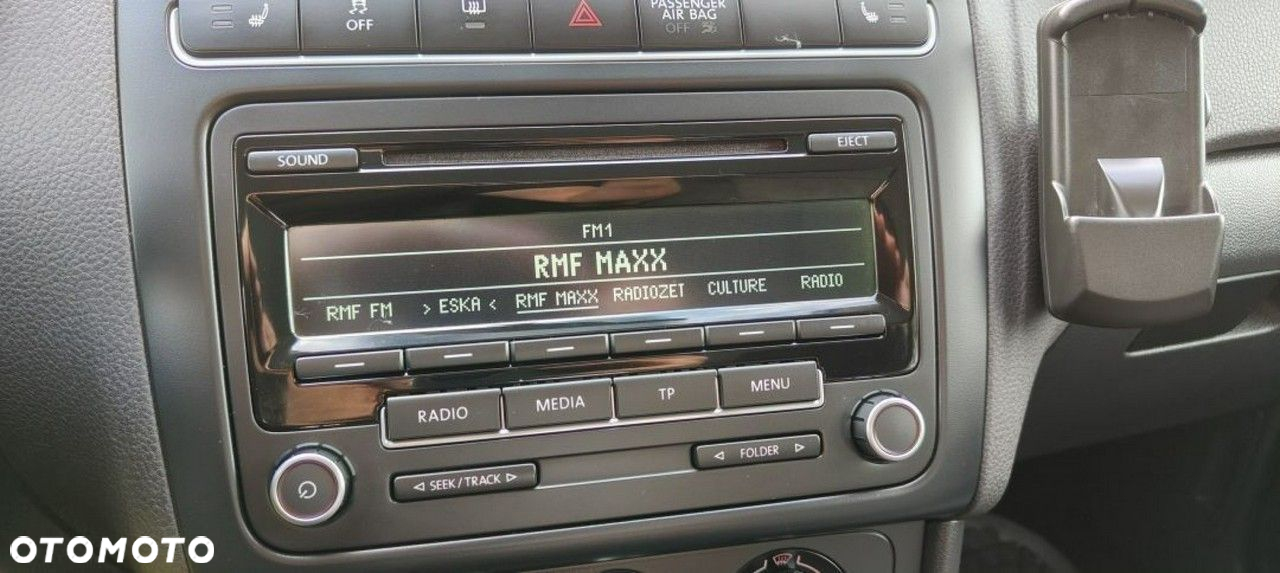 OFF
PASSENGER
AIR BAG
OFF
SOUND
EJECT
FM1
RMF MAXX
RMF FM > ESKA < RMF MAXX RADIOZET CULTURE RADIO
RADIO MEDIA TP MENU
SEEK/TRACK
FOLDER
OTOMOTO